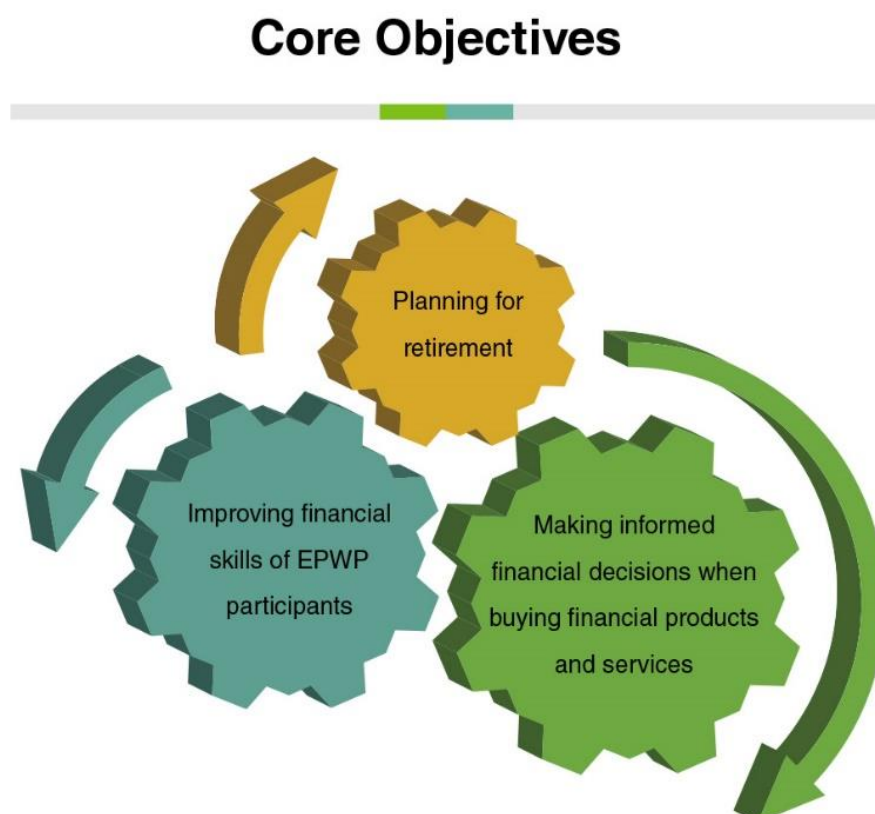 Core Objectives
Planning for
retirement
Improving financial
skills of EPWP
participants
Making informed
financial decisions when
buying financial products
and services